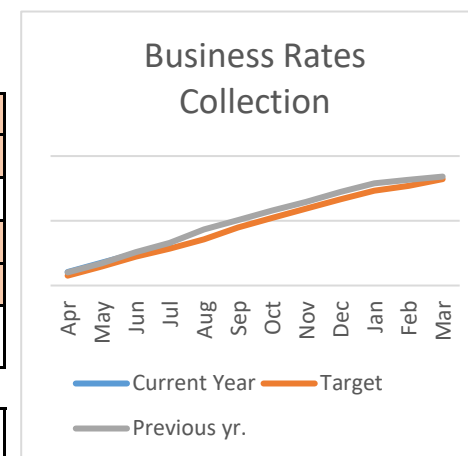 Business Rates
Collection
Apr
May
Jun
Jul
Aug
Sep
Oct
Nov
Dec
Jan
Feb
Mar
Current Year
Target
Previous yr.